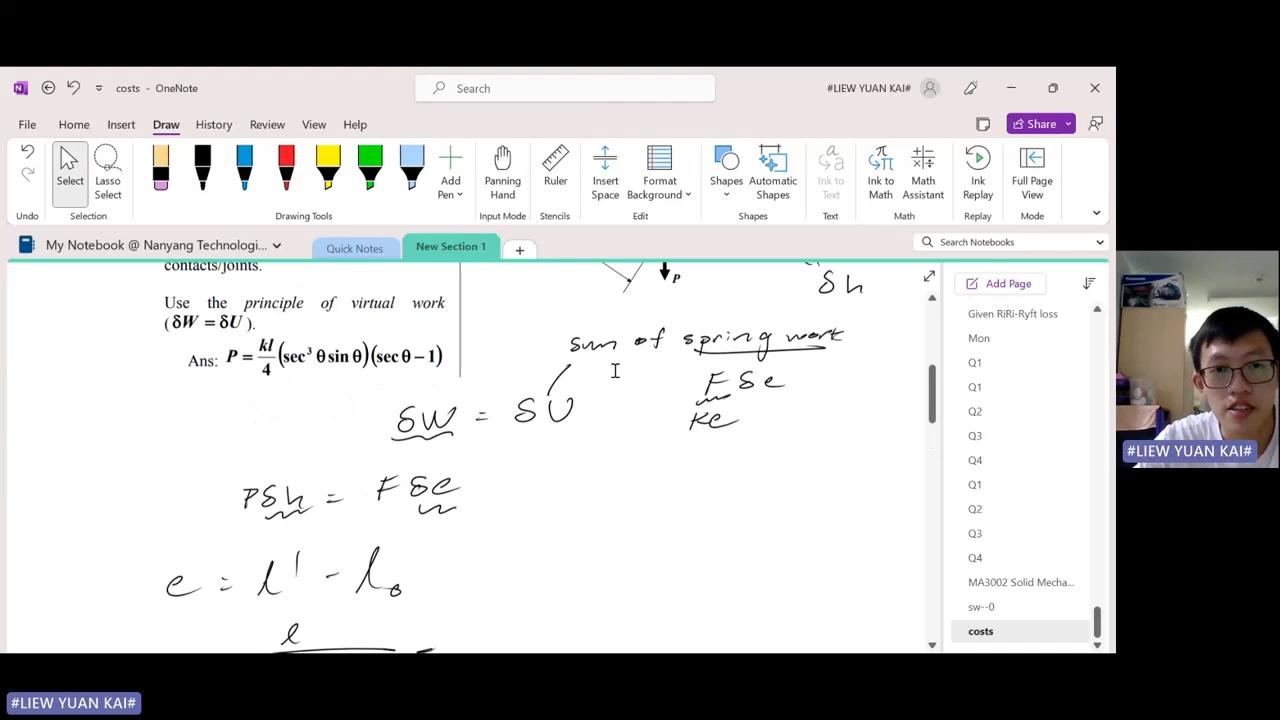 costs - OneNote
Search
#LIEW YUAN KAI#
File Home Insert Draw History Review View Help
Share
Undo
Select
Lasso Select
Selection
Add Pen
Drawing Tools
Panning Hand
Input Mode
Ruler
Stencils
Insert Space
Format Background
Edit
Shapes
Automatic Shapes
Shapes
Ink to Text
Text
Ink to Math
Math Assistant
Math
Ink Replay
Replay
Full Page View
Mode
My Notebook @ Nanyang Technologi...
Quick Notes
New Section 1
Search Notebooks
contacts/joints.
Use the principle of virtual work
(δW = δU).
Ans: P = kl/4 (sec³ θ sin θ)(sec θ – 1)
P
δh
sum of spring work
F δe
ke
δW = δU
Pδh = F δe
e = l' - l₀
l
Add Page
Given RiRi-Ryft loss
Mon
Q1
Q1
Q2
Q3
Q4
Q1
Q2
Q3
Q4
MA3002 Solid Mecha...
sw--0
costs
#LIEW YUAN KAI#
#LIEW YUAN KAI#